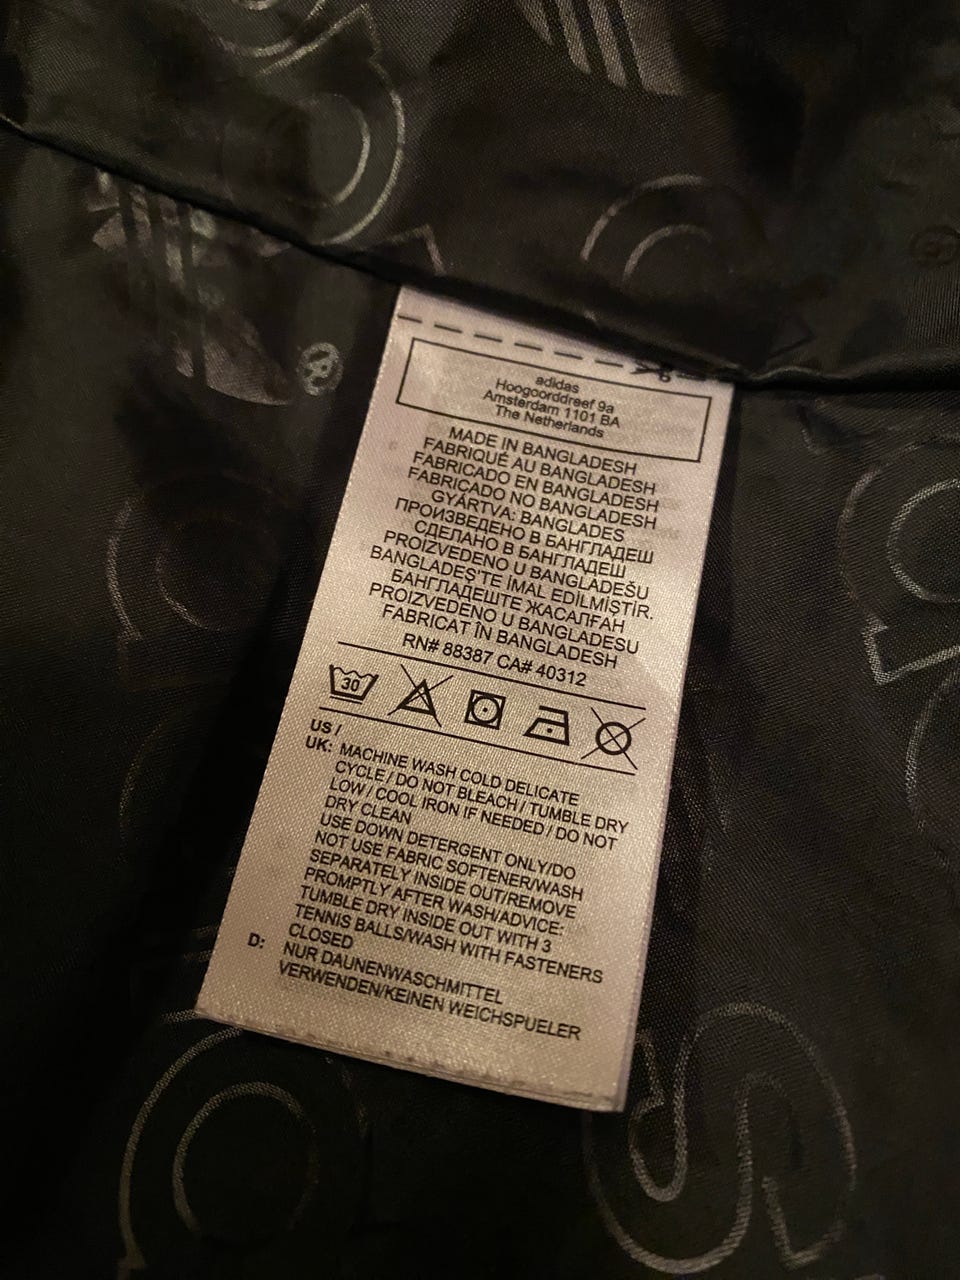 adidas
Hoogoorddreef 9a
Amsterdam 1101 BA
The Netherlands
MADE IN BANGLADESH
FABRIQUÉ AU BANGLADESH
FABRICADO EN BANGLADESH
FABRICADO NO BANGLADESH
GYÁRTVA: BANGLADES
ПРОИЗВЕДЕНО В БАНГЛАДЕШ
СДЕЛАНО В БАНГЛАДЕШ
PROIZVEDENO U BANGLADEŠU
BANGLADEŞ'TE İMAL EDİLMİŞTİR.
БАНГЛАДЕШТЕ ЖАСАЛҒАН
PROIZVEDENO U BANGLADESU
FABRICAT ÎN BANGLADESH
RN# 88387 CA# 40312
30
US /
UK: MACHINE WASH COLD DELICATE
CYCLE / DO NOT BLEACH / TUMBLE DRY
LOW / COOL IRON IF NEEDED / DO NOT
DRY CLEAN
USE DOWN DETERGENT ONLY/DO
NOT USE FABRIC SOFTENER/WASH
SEPARATELY INSIDE OUT/REMOVE
PROMPTLY AFTER WASH/ADVICE:
TUMBLE DRY INSIDE OUT WITH 3
TENNIS BALLS/WASH WITH FASTENERS
CLOSED
D: NUR DAUNENWASCHMITTEL
VERWENDEN/KEINEN WEICHSPUELER